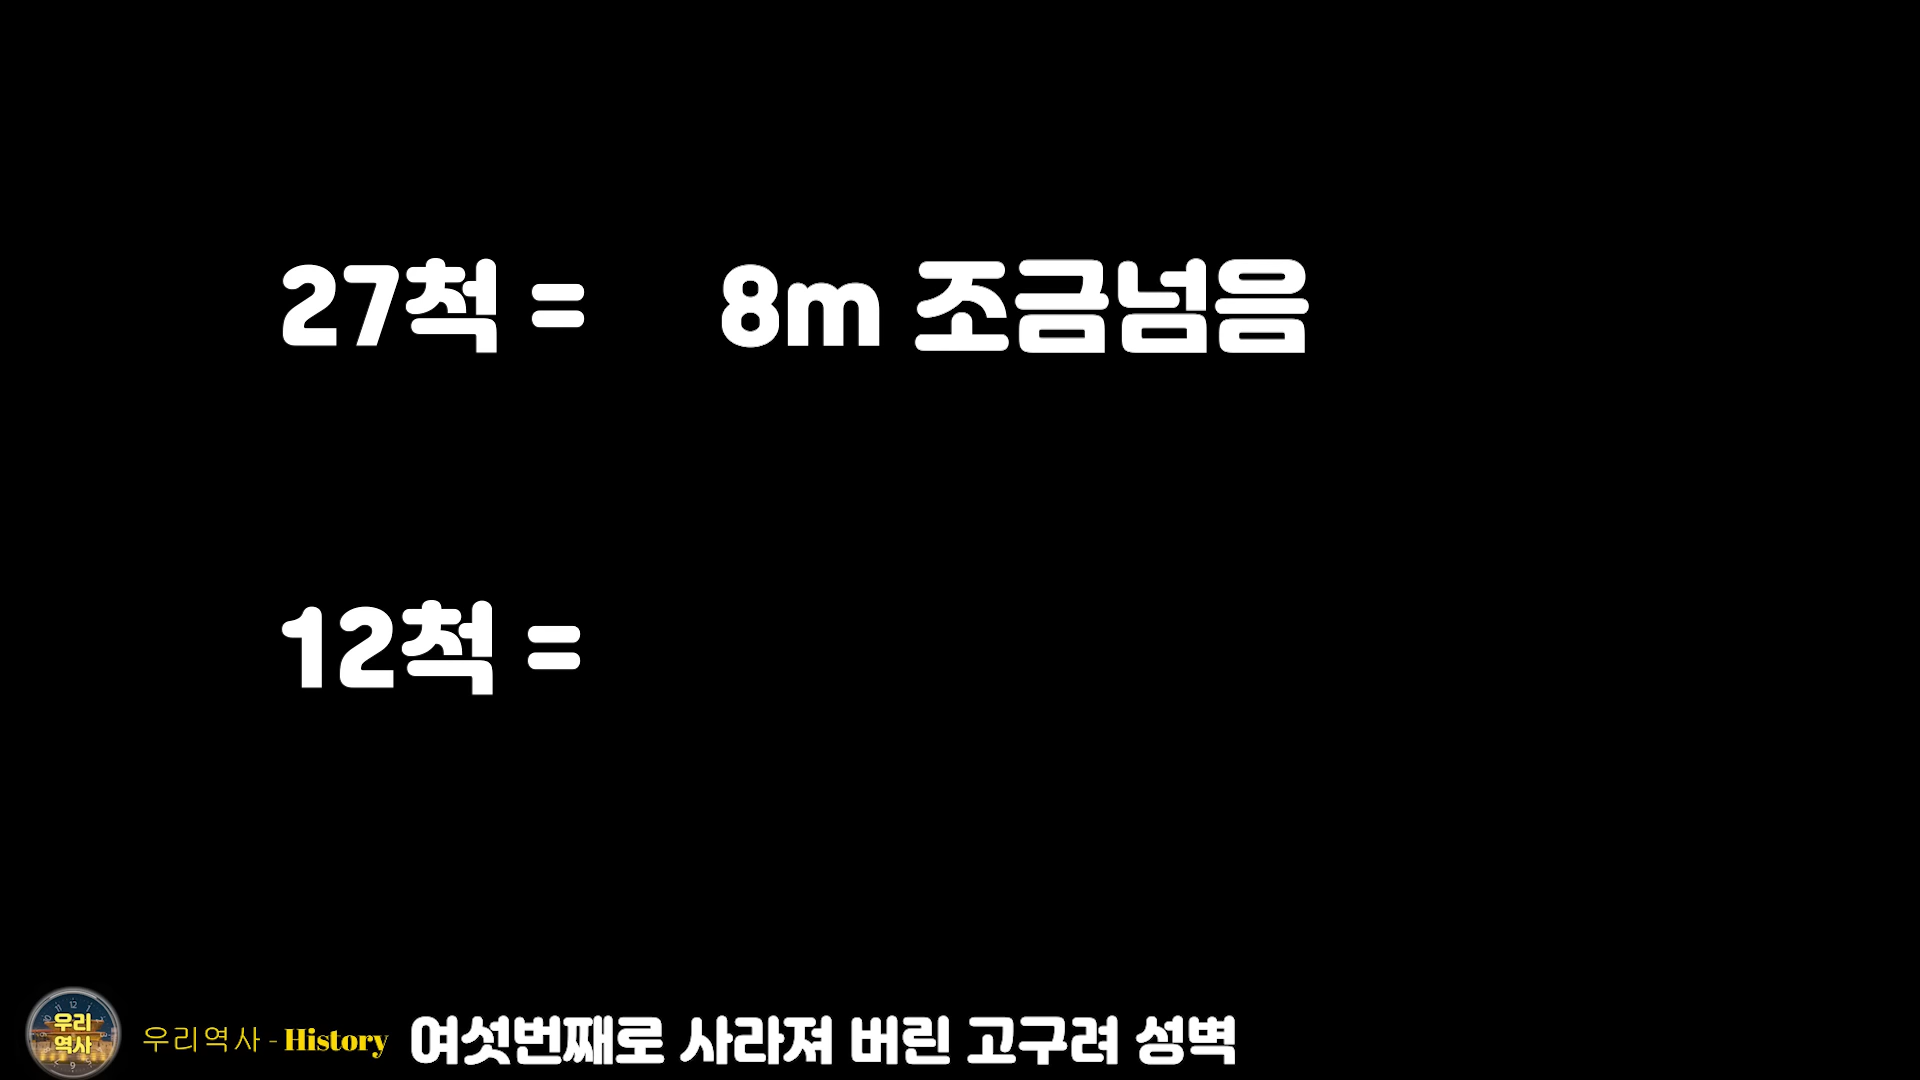 27척 = 8m 조금넘음
12척 =
우리
역사
우리역사 - History 여섯번째로 사라져 버린 고구려 성벽